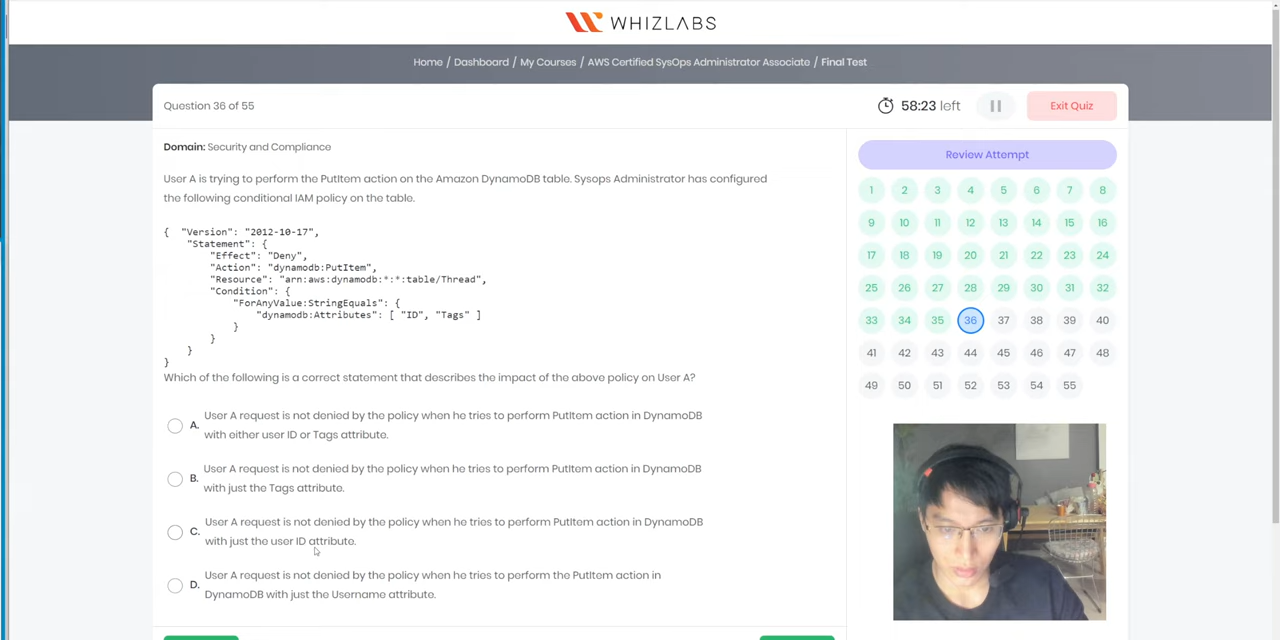 WHIZLABS
Home / Dashboard / My Courses / AWS Certified SysOps Administrator Associate / Final Test
Question 36 of 55
58:23 left
Exit Quiz
Domain: Security and Compliance
User A is trying to perform the PutItem action on the Amazon DynamoDB table. Sysops Administrator has configured
the following conditional IAM policy on the table.
{ "Version": "2012-10-17",
"Statement": {
"Effect": "Deny",
"Action": "dynamodb:PutItem",
"Resource": "arn:aws:dynamodb:*:*:table/Thread",
"Condition": {
"ForAnyValue:StringEquals": {
"dynamodb:Attributes": [ "ID", "Tags" ]
}
}
}
}
Which of the following is a correct statement that describes the impact of the above policy on User A?
A. User A request is not denied by the policy when he tries to perform PutItem action in DynamoDB
with either user ID or Tags attribute.
B. User A request is not denied by the policy when he tries to perform PutItem action in DynamoDB
with just the Tags attribute.
C. User A request is not denied by the policy when he tries to perform PutItem action in DynamoDB
with just the user ID attribute.
D. User A request is not denied by the policy when he tries to perform the PutItem action in
DynamoDB with just the Username attribute.
Review Attempt
1 2 3 4 5 6 7 8
9 10 11 12 13 14 15 16
17 18 19 20 21 22 23 24
25 26 27 28 29 30 31 32
33 34 35 36 37 38 39 40
41 42 43 44 45 46 47 48
49 50 51 52 53 54 55